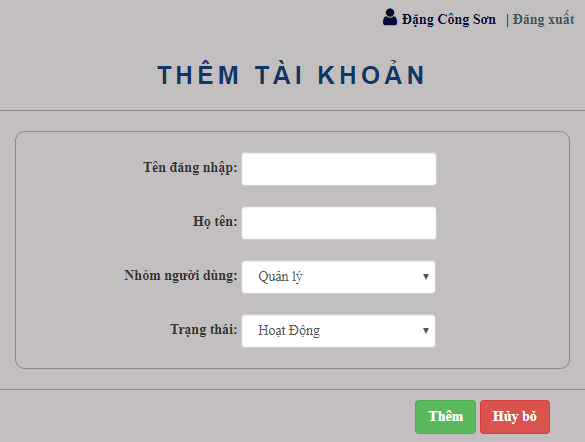 Đặng Công Sơn | Đăng xuất
THÊM TÀI KHOẢN
Tên đăng nhập:
Họ tên:
Nhóm người dùng: Quản lý
Trạng thái: Hoạt Động
Thêm Hủy bỏ